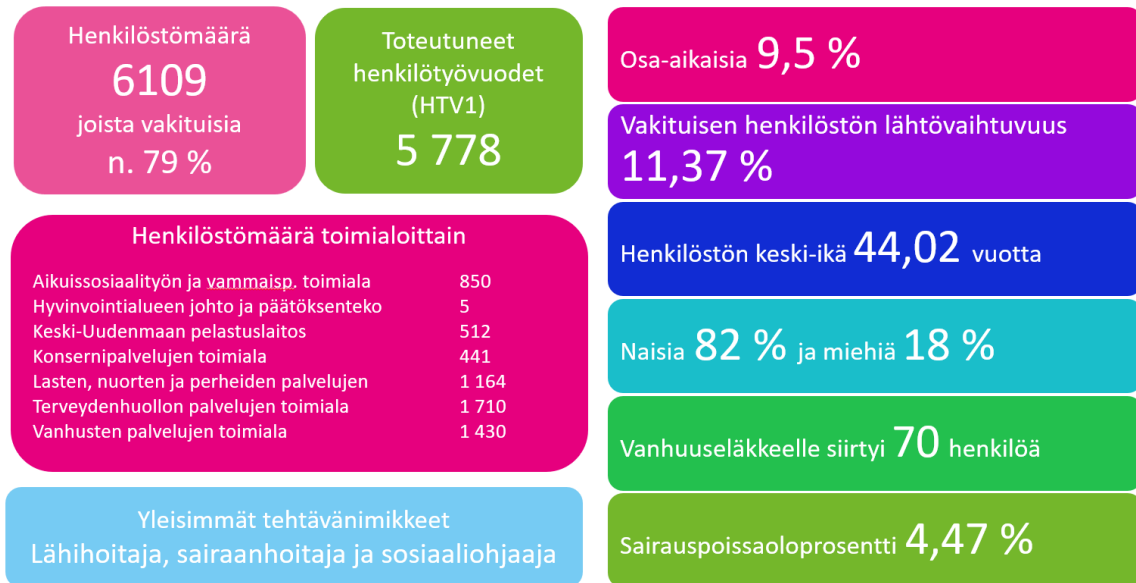 Henkilöstömäärä
6109
joista vakituisia
n. 79 %
Toteutuneet
henkilötyövuodet
(HTV1)
5 778
Henkilöstömäärä toimialoittain
Aikuissosiaalityön ja vammaisp. toimiala 850
Hyvinvointialueen johto ja päätöksenteko 5
Keski-Uudenmaan pelastuslaitos 512
Konsernipalvelujen toimiala 441
Lasten, nuorten ja perheiden palvelujen 1 164
Terveydenhuollon palvelujen toimiala 1 710
Vanhusten palvelujen toimiala 1 430
Yleisimmät tehtävänimikkeet
Lähihoitaja, sairaanhoitaja ja sosiaaliohjaaja
Osa-aikaisia 9,5 %
Vakituisen henkilöstön lähtövaihtuvuus
11,37 %
Henkilöstön keski-ikä 44,02 vuotta
Naisia 82 % ja miehiä 18 %
Vanhuuseläkkeelle siirtyi 70 henkilöä
Sairauspoissaoloprosentti 4,47 %